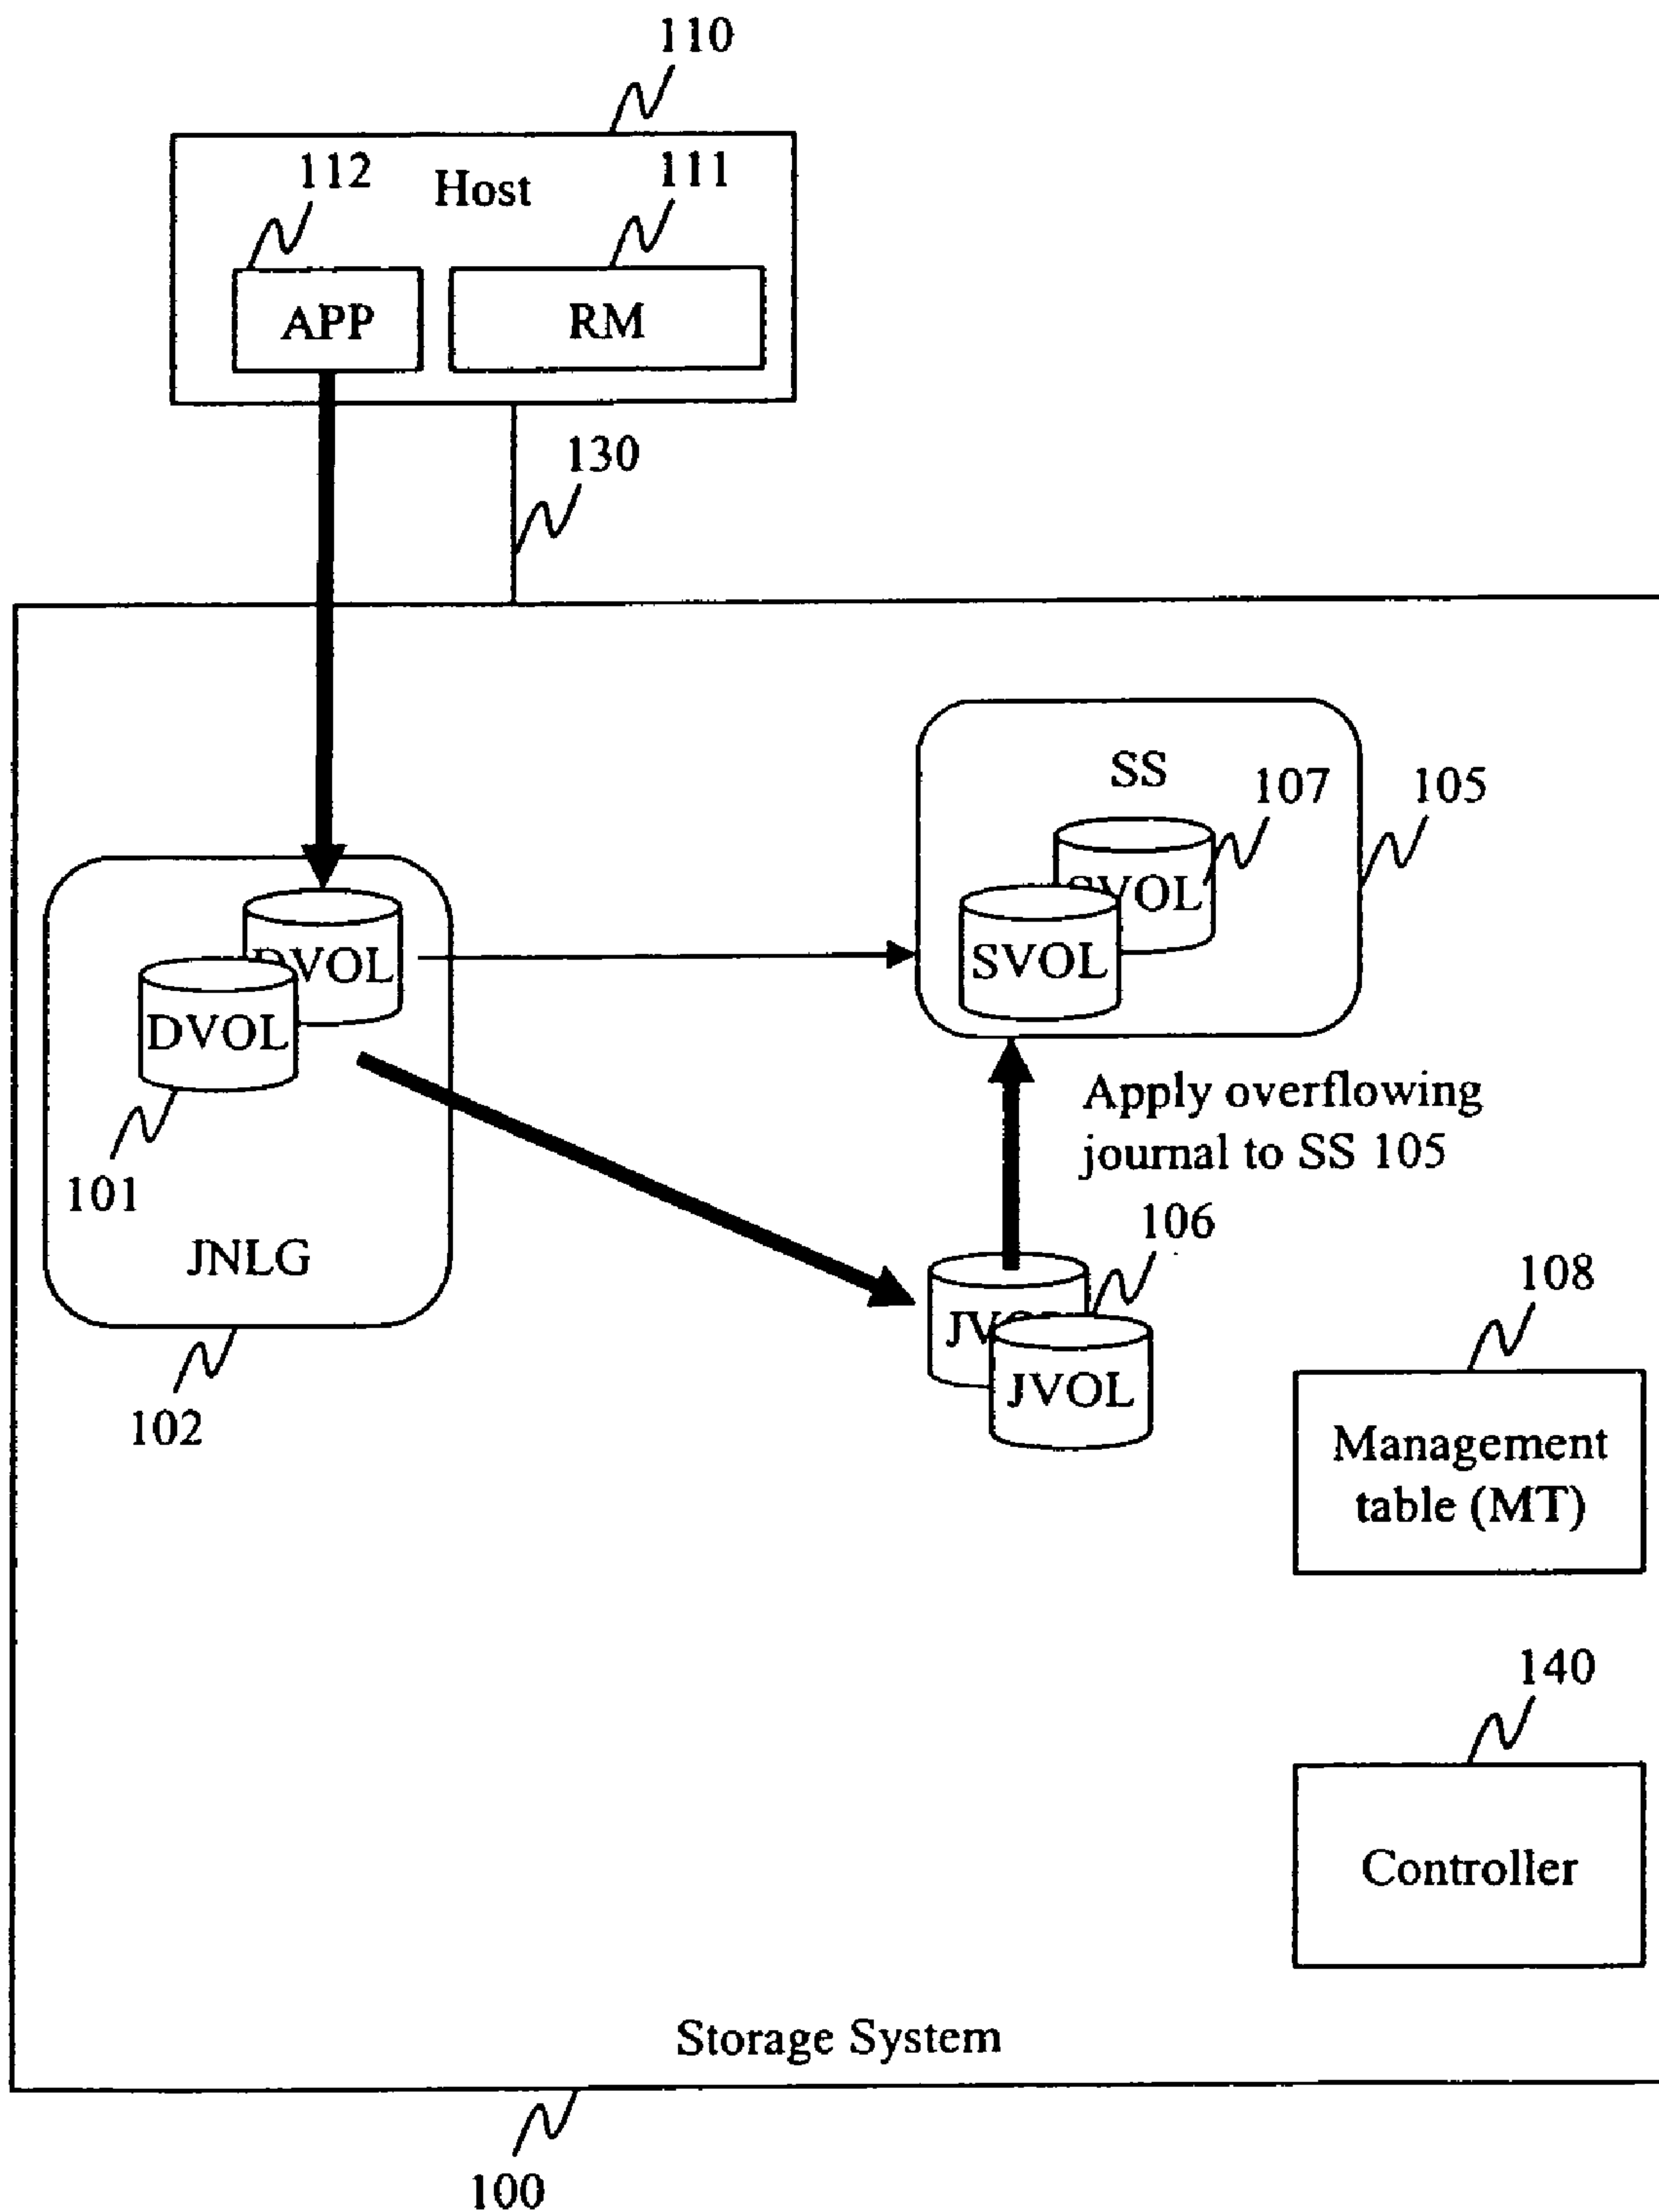 110
112
Host
111
APP
RM
130
SS
107
105
SVOL
SVOL
DVOL
DVOL
Apply overflowing
journal to SS 105
101
106
JNLG
108
JVOL
102
Management
table (MT)
140
Controller
Storage System
100